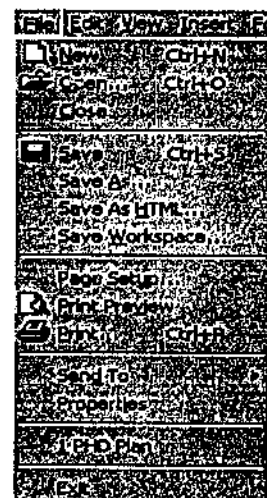 File Edit View Insert
New Ctrl+N
Open... Ctrl+O
Close
Save Ctrl+S
Save As...
Save As HTML...
Save Workspace...
Page Setup...
Print Preview
Print... Ctrl+P
Send To
Properties
Exit